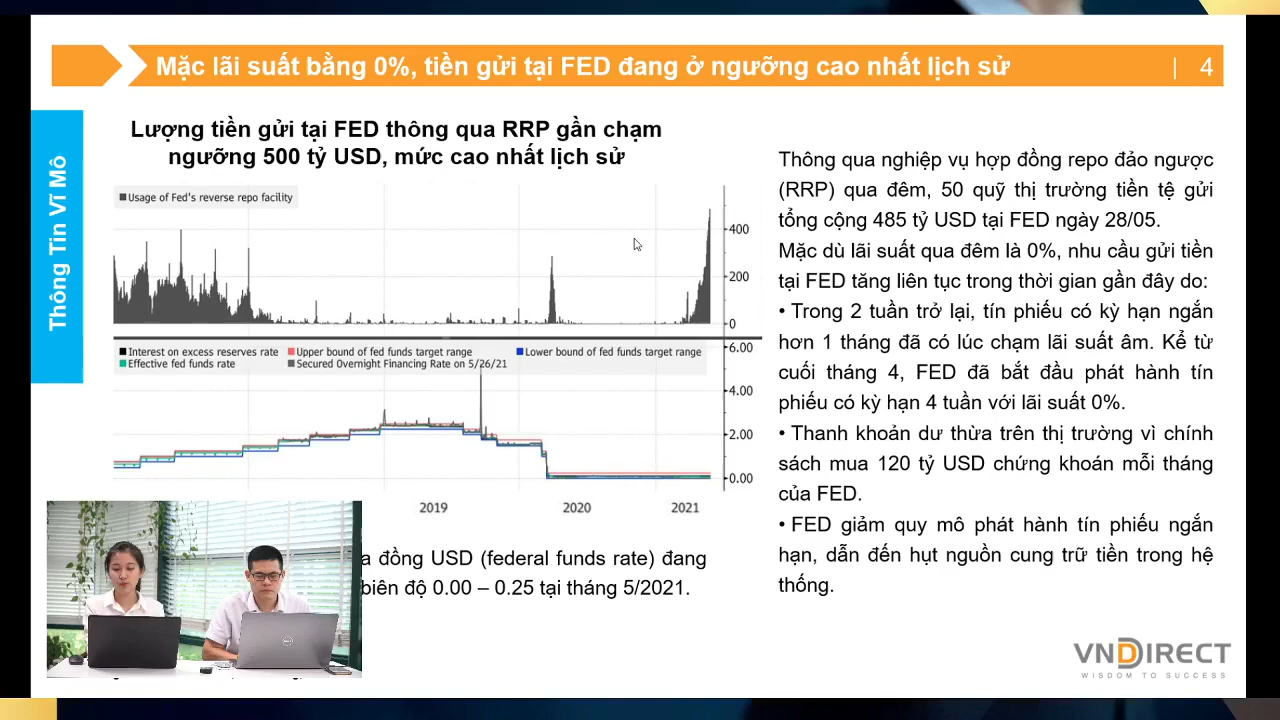 Mặc lãi suất bằng 0%, tiền gửi tại FED đang ở ngưỡng cao nhất lịch sử
| 4
Thông Tin Vĩ Mô
Lượng tiền gửi tại FED thông qua RRP gần chạm
ngưỡng 500 tỷ USD, mức cao nhất lịch sử
Usage of Fed's reverse repo facility
400
200
0
6.00
Interest on excess reserves rate Upper bound of fed funds target range Lower bound of fed funds target range
Effective fed funds rate Secured Overnight Financing Rate on 5/26/21
4.00
2.00
0.00
2019 2020 2021
a đồng USD (federal funds rate) đang
biên độ 0.00 – 0.25 tại tháng 5/2021.
Thông qua nghiệp vụ hợp đồng repo đảo ngược
(RRP) qua đêm, 50 quỹ thị trường tiền tệ gửi
tổng cộng 485 tỷ USD tại FED ngày 28/05.
Mặc dù lãi suất qua đêm là 0%, nhu cầu gửi tiền
tại FED tăng liên tục trong thời gian gần đây do:
• Trong 2 tuần trở lại, tín phiếu có kỳ hạn ngắn
hơn 1 tháng đã có lúc chạm lãi suất âm. Kể từ
cuối tháng 4, FED đã bắt đầu phát hành tín
phiếu có kỳ hạn 4 tuần với lãi suất 0%.
• Thanh khoản dư thừa trên thị trường vì chính
sách mua 120 tỷ USD chứng khoán mỗi tháng
của FED.
• FED giảm quy mô phát hành tín phiếu ngắn
hạn, dẫn đến hụt nguồn cung trữ tiền trong hệ
thống.
VNDIRECT
WISDOM TO SUCCESS